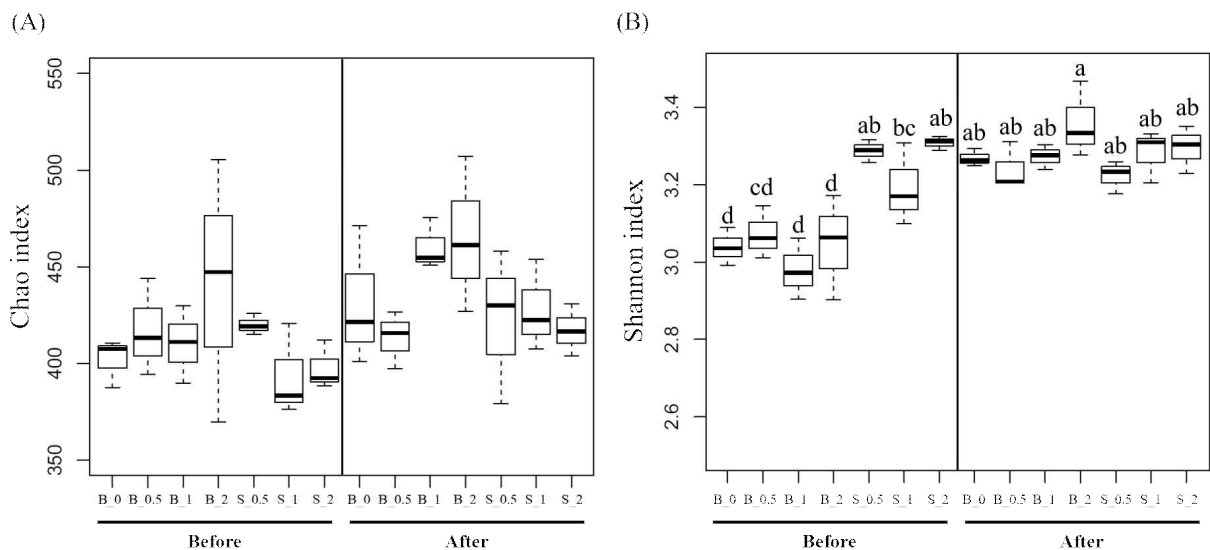 (A)
Chao index
550
500
450
400
350
B_0 B_0.5 B_1 B_2 S_0.5 S_1 S_2 B_0 B_0.5 B_1 B_2 S_0.5 S_1 S_2
Before After
(B)
Shannon index
3.4
3.2
3.0
2.8
2.6
d cd d d ab bc ab ab ab ab a ab ab ab
B_0 B_0.5 B_1 B_2 S_0.5 S_1 S_2 B_0 B_0.5 B_1 B_2 S_0.5 S_1 S_2
Before After